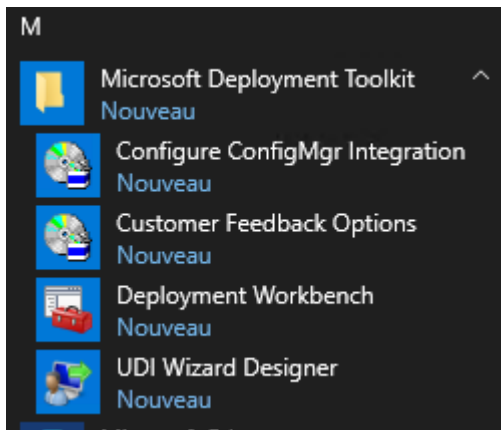 M
Microsoft Deployment Toolkit
Nouveau
Configure ConfigMgr Integration
Nouveau
Customer Feedback Options
Nouveau
Deployment Workbench
Nouveau
UDI Wizard Designer
Nouveau